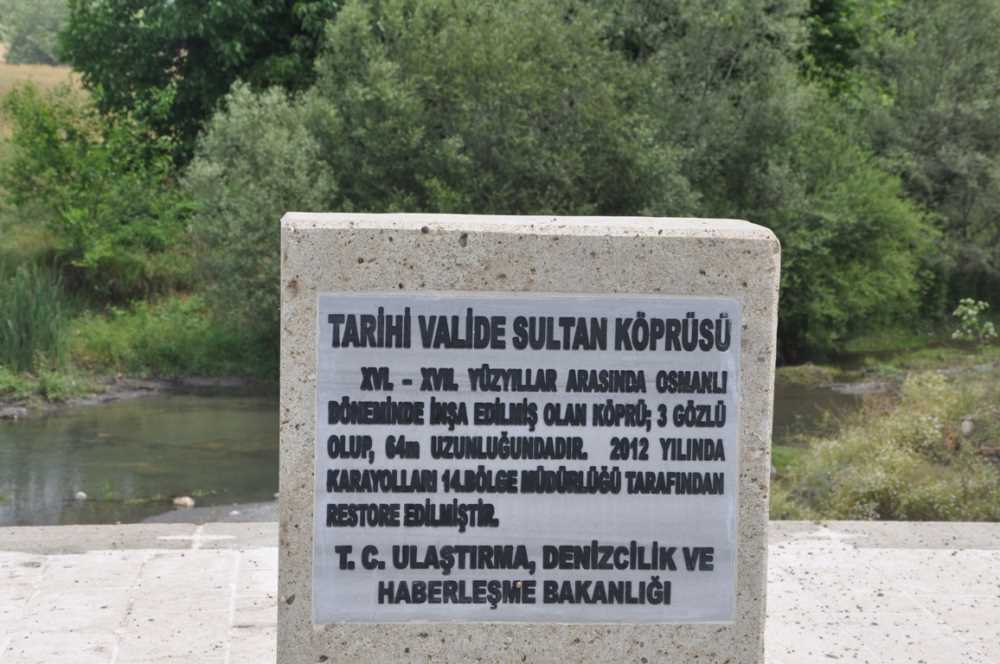 TARİHİ VALİDE SULTAN KÖPRÜSÜ
XVI. - XVII. YÜZYILLAR ARASINDA OSMANLI
DÖNEMİNDE İNŞA EDİLMİŞ OLAN KÖPRÜ; 3 GÖZLÜ
OLUP, 64m UZUNLUĞUNDADIR. 2012 YILINDA
KARAYOLLARI 14.BÖLGE MÜDÜRLÜĞÜ TARAFINDAN
RESTORE EDİLMİŞTİR.
T. C. ULAŞTIRMA, DENİZCİLİK VE
HABERLEŞME BAKANLIĞI